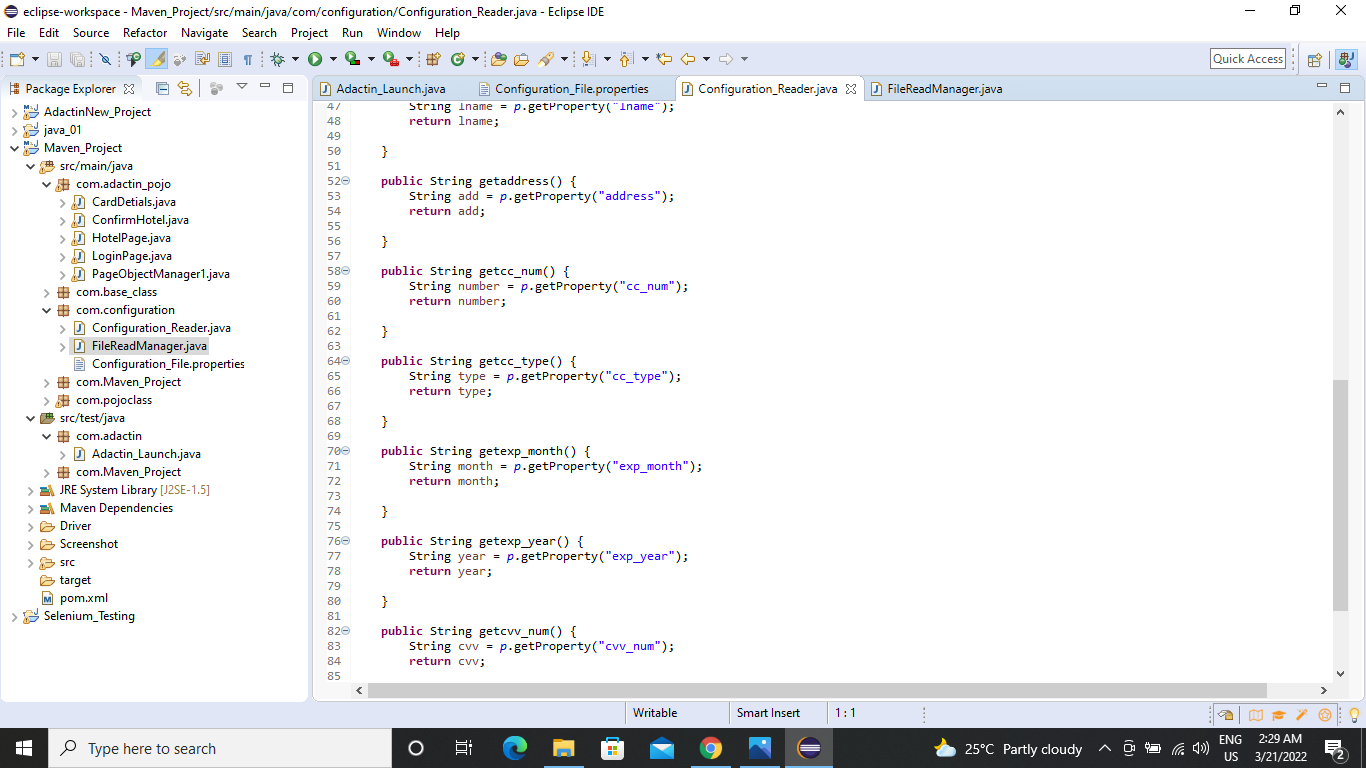 eclipse-workspace - Maven_Project/src/main/java/com/configuration/Configuration_Reader.java - Eclipse IDE
File Edit Source Refactor Navigate Search Project Run Window Help
Quick Access
Package Explorer
Adactin_Launch.java Configuration_File.properties Configuration_Reader.java FileReadManager.java
AdactinNew_Project
java_01
Maven_Project
src/main/java
com.adactin_pojo
CardDetials.java
ConfirmHotel.java
HotelPage.java
LoginPage.java
PageObjectManager1.java
com.base_class
com.configuration
Configuration_Reader.java
FileReadManager.java
Configuration_File.properties
com.Maven_Project
com.pojoclass
src/test/java
com.adactin
Adactin_Launch.java
com.Maven_Project
JRE System Library [J2SE-1.5]
Maven Dependencies
Driver
Screenshot
src
target
pom.xml
Selenium_Testing
47 String lname = p.getProperty("lname");
48 return lname;
49
50 }
51
52 public String getaddress() {
53 String add = p.getProperty("address");
54 return add;
55
56 }
57
58 public String getcc_num() {
59 String number = p.getProperty("cc_num");
60 return number;
61
62 }
63
64 public String getcc_type() {
65 String type = p.getProperty("cc_type");
66 return type;
67
68 }
69
70 public String getexp_month() {
71 String month = p.getProperty("exp_month");
72 return month;
73
74 }
75
76 public String getexp_year() {
77 String year = p.getProperty("exp_year");
78 return year;
79
80 }
81
82 public String getcvv_num() {
83 String cvv = p.getProperty("cvv_num");
84 return cvv;
85
Writable Smart Insert 1 : 1
Type here to search
25°C Partly cloudy
ENG
US
2:29 AM
3/21/2022
2